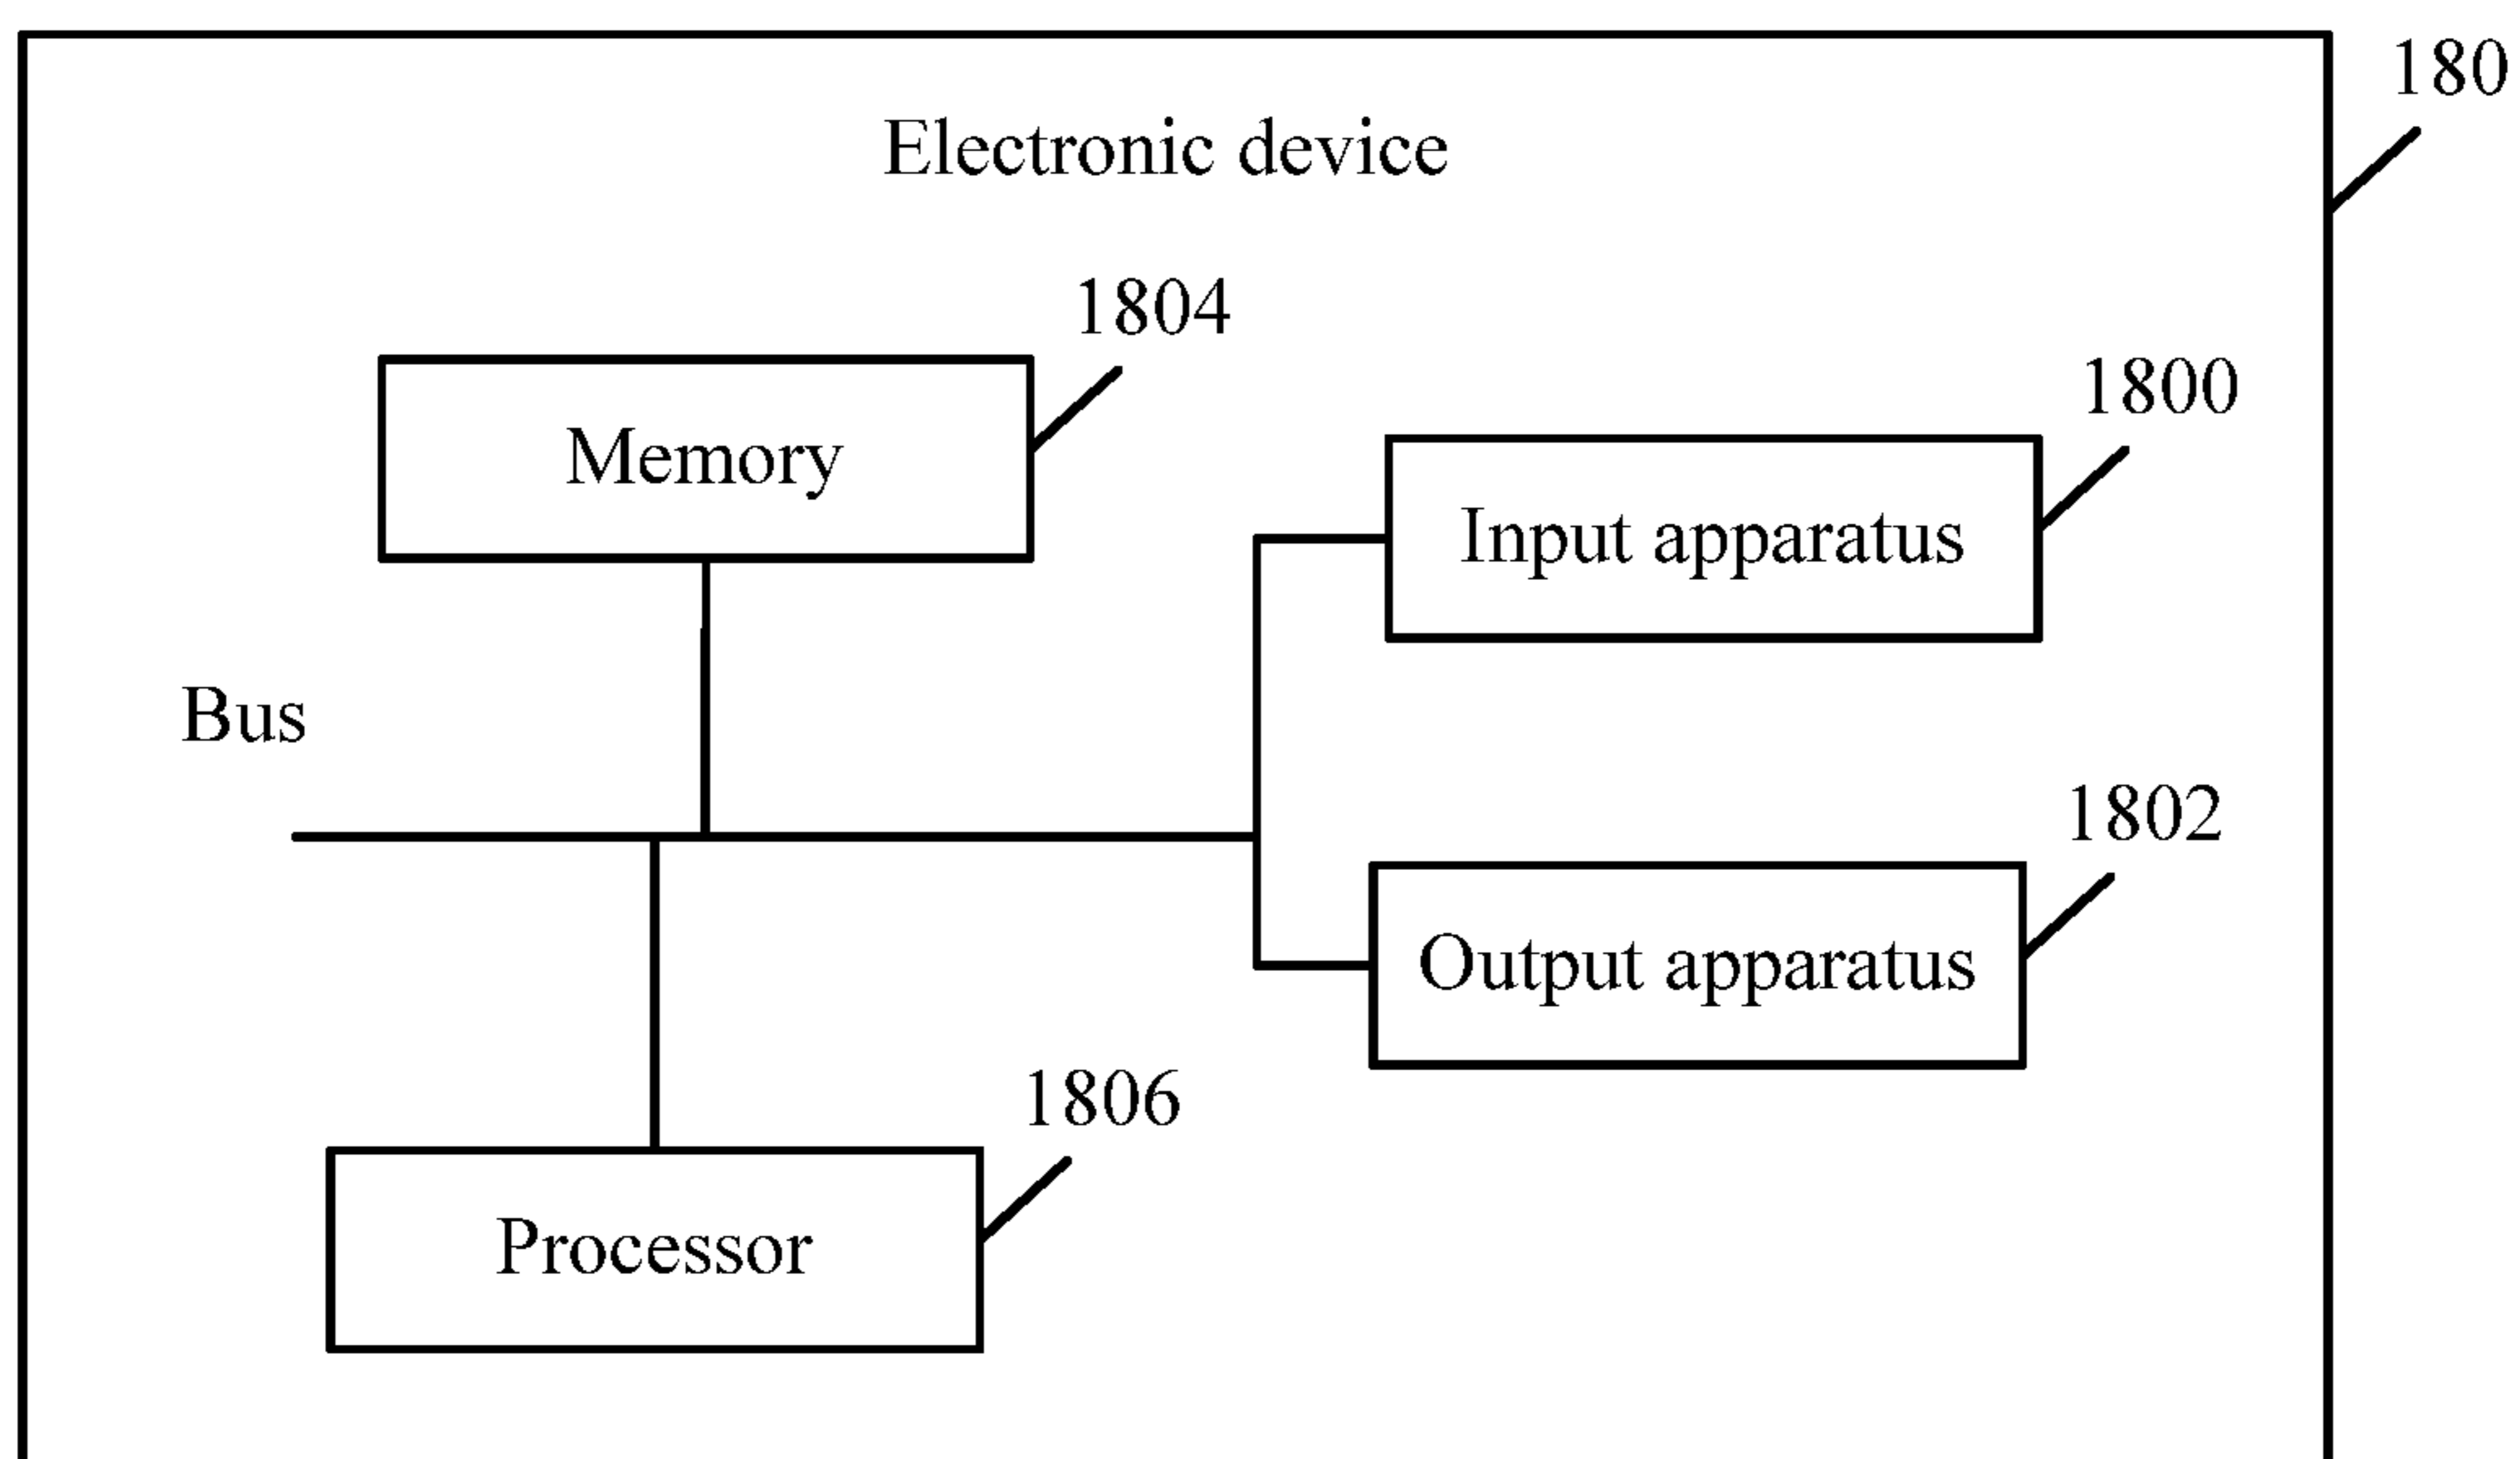 180
Electronic device
1804
1800
Memory
Input apparatus
Bus
1802
Output apparatus
1806
Processor